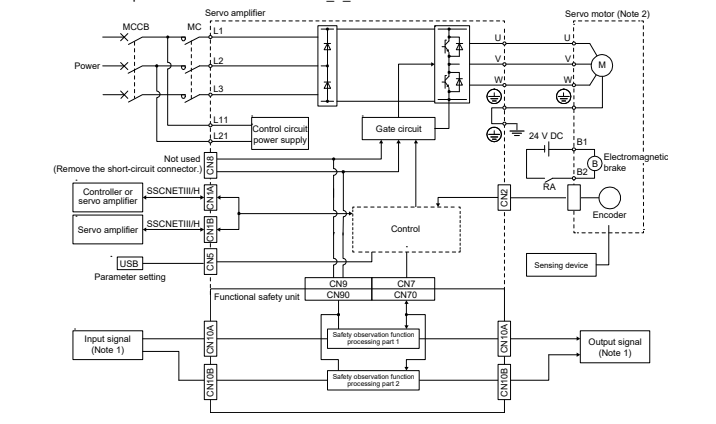 Servo amplifier
Servo motor (Note 2)
MCCB
MC
L1
U
U
Power
L2
V
V
M
L3
W
W
L11
L21
Control circuit
power supply
Gate circuit
24 V DC
B1
B
B2
RA
Electromagnetic
brake
Not used
(Remove the short-circuit connector.)
CN8
Controller or
servo amplifier
SSCNETIII/H
CN1A
CN2
Encoder
Servo amplifier
SSCNETIII/H
CN1B
Control
USB
CN5
Parameter setting
Sensing device
CN9
CN7
Functional safety unit
CN90
CN70
Input signal
(Note 1)
CN10A
Safety observation function
processing part 1
CN10A
Output signal
(Note 1)
CN10B
Safety observation function
processing part 2
CN10B